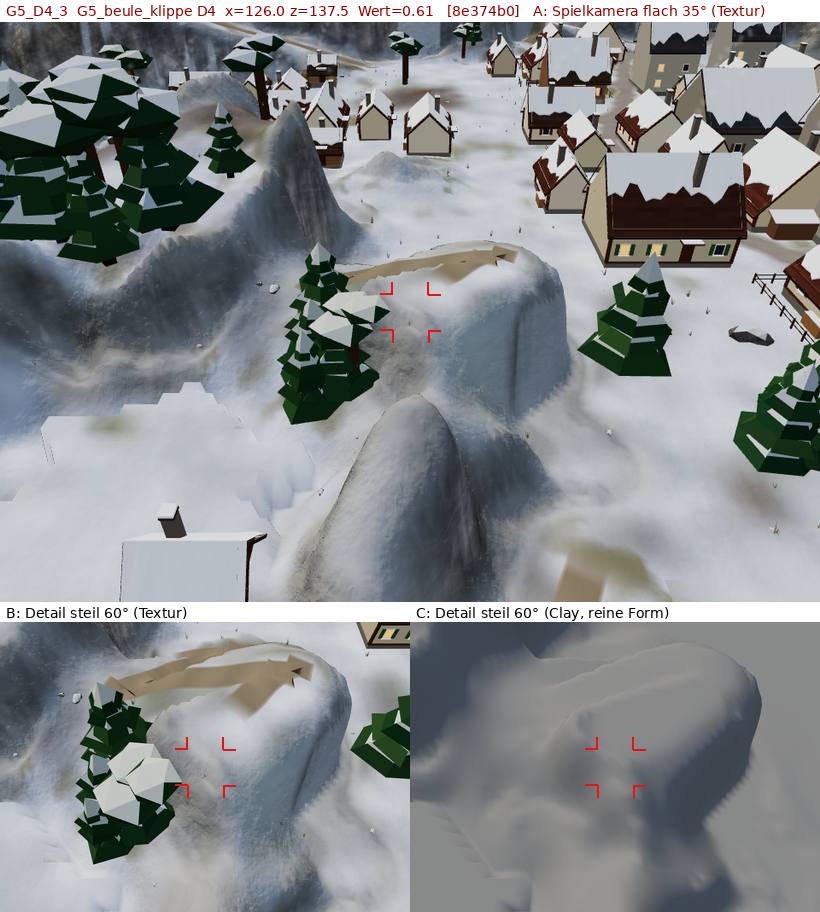 G5_D4_3 G5_beule_klippe D4 x=126.0 z=137.5 Wert=0.61 [8e374b0] A: Spielkamera flach 35° (Textur)
B: Detail steil 60° (Textur)
C: Detail steil 60° (Clay, reine Form)